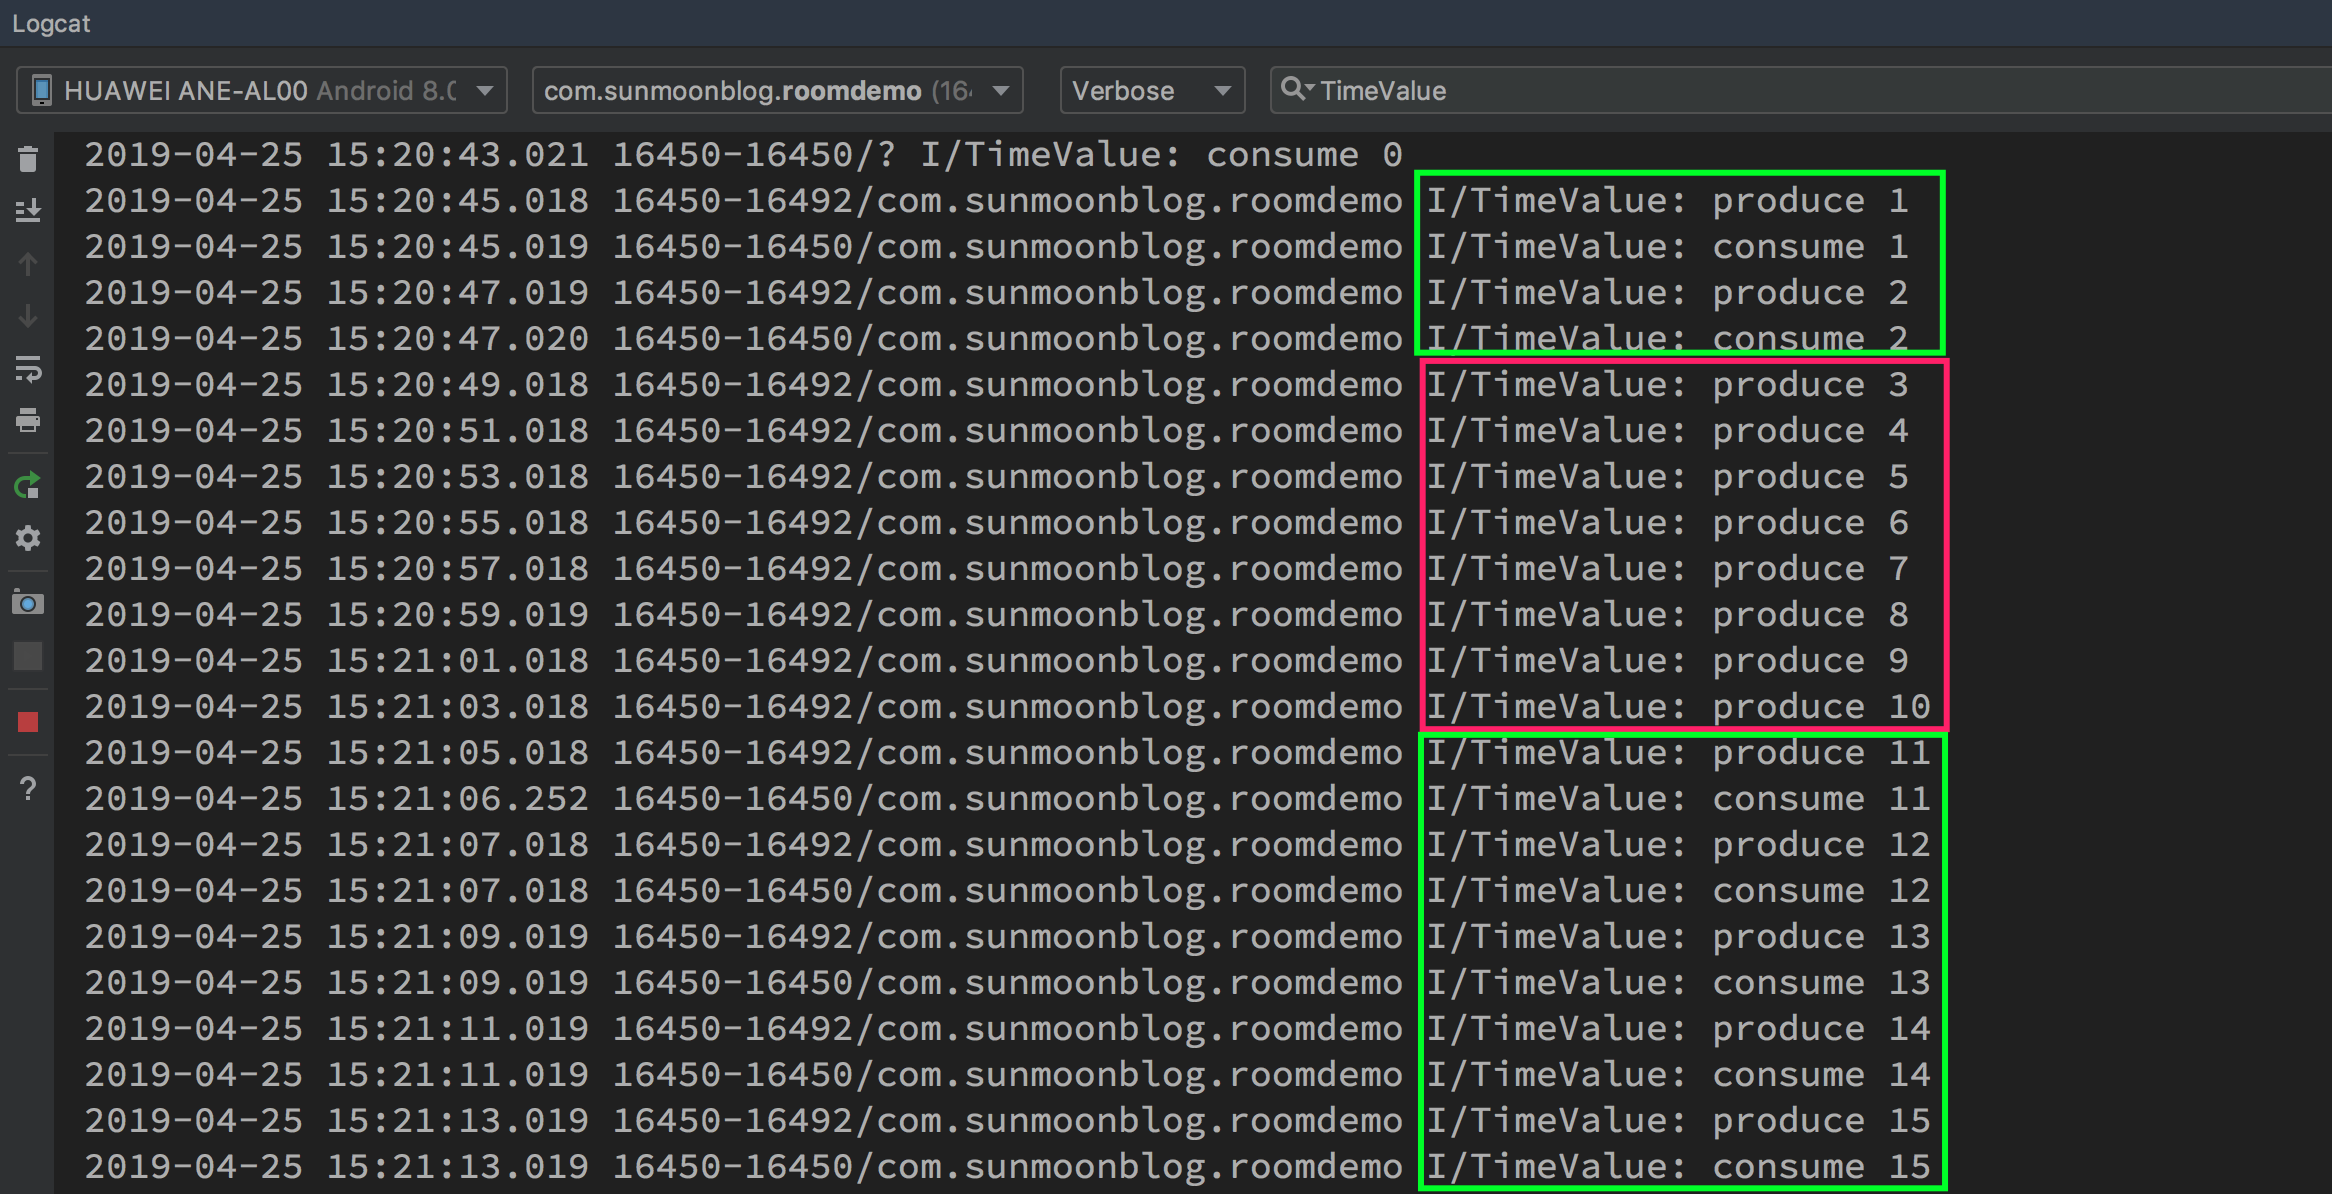 Logcat
HUAWEI ANE-AL00 Android 8.0 com.sunmoonblog.roomdemo (16 Verbose TimeValue
2019-04-25 15:20:43.021 16450-16450/? I/TimeValue: consume 0
2019-04-25 15:20:45.018 16450-16492/com.sunmoonblog.roomdemo I/TimeValue: produce 1
2019-04-25 15:20:45.019 16450-16450/com.sunmoonblog.roomdemo I/TimeValue: consume 1
2019-04-25 15:20:47.019 16450-16492/com.sunmoonblog.roomdemo I/TimeValue: produce 2
2019-04-25 15:20:47.020 16450-16450/com.sunmoonblog.roomdemo I/TimeValue: consume 2
2019-04-25 15:20:49.018 16450-16492/com.sunmoonblog.roomdemo I/TimeValue: produce 3
2019-04-25 15:20:51.018 16450-16492/com.sunmoonblog.roomdemo I/TimeValue: produce 4
2019-04-25 15:20:53.018 16450-16492/com.sunmoonblog.roomdemo I/TimeValue: produce 5
2019-04-25 15:20:55.018 16450-16492/com.sunmoonblog.roomdemo I/TimeValue: produce 6
2019-04-25 15:20:57.018 16450-16492/com.sunmoonblog.roomdemo I/TimeValue: produce 7
2019-04-25 15:20:59.019 16450-16492/com.sunmoonblog.roomdemo I/TimeValue: produce 8
2019-04-25 15:21:01.018 16450-16492/com.sunmoonblog.roomdemo I/TimeValue: produce 9
2019-04-25 15:21:03.018 16450-16492/com.sunmoonblog.roomdemo I/TimeValue: produce 10
2019-04-25 15:21:05.018 16450-16492/com.sunmoonblog.roomdemo I/TimeValue: produce 11
2019-04-25 15:21:06.252 16450-16450/com.sunmoonblog.roomdemo I/TimeValue: consume 11
2019-04-25 15:21:07.018 16450-16492/com.sunmoonblog.roomdemo I/TimeValue: produce 12
2019-04-25 15:21:07.018 16450-16450/com.sunmoonblog.roomdemo I/TimeValue: consume 12
2019-04-25 15:21:09.019 16450-16492/com.sunmoonblog.roomdemo I/TimeValue: produce 13
2019-04-25 15:21:09.019 16450-16450/com.sunmoonblog.roomdemo I/TimeValue: consume 13
2019-04-25 15:21:11.019 16450-16492/com.sunmoonblog.roomdemo I/TimeValue: produce 14
2019-04-25 15:21:11.019 16450-16450/com.sunmoonblog.roomdemo I/TimeValue: consume 14
2019-04-25 15:21:13.019 16450-16492/com.sunmoonblog.roomdemo I/TimeValue: produce 15
2019-04-25 15:21:13.019 16450-16450/com.sunmoonblog.roomdemo I/TimeValue: consume 15